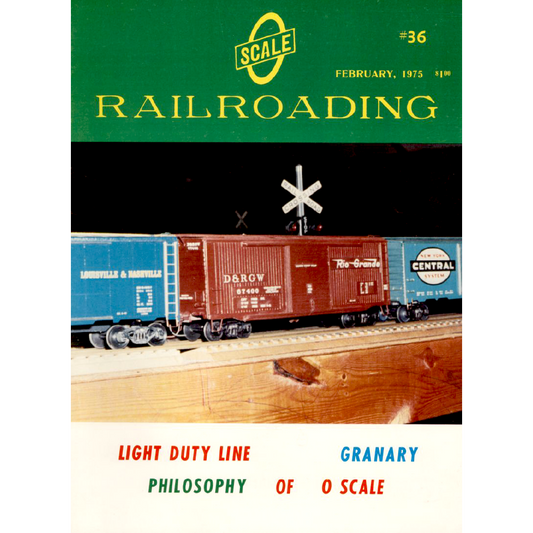 O
SCALE
#36
FEBRUARY, 1975 $1.00
RAILROADING
LOUISVILLE & NASHVILLE
D&RGW
67400
Rio Grande
NEW YORK
CENTRAL
SYSTEM
LIGHT DUTY LINE GRANARY
PHILOSOPHY OF O SCALE